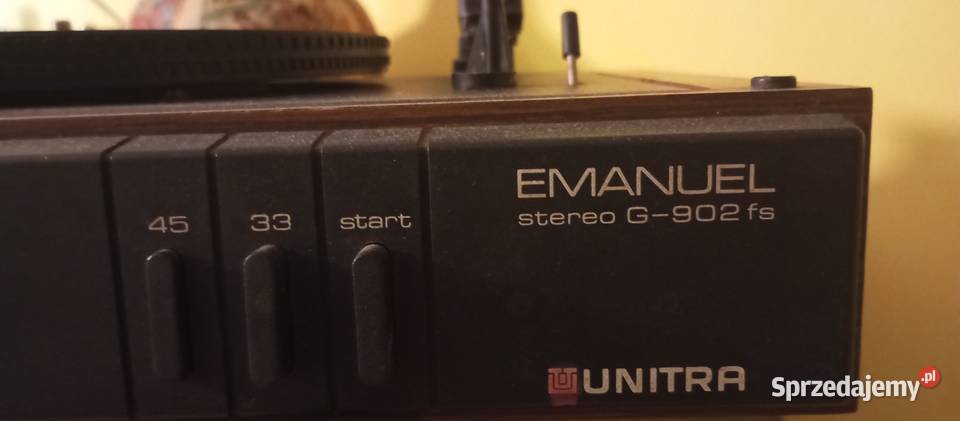 EMANUEL
stereo G-902 fs
45 33 start
UNITRA
Sprzedajemy.pl